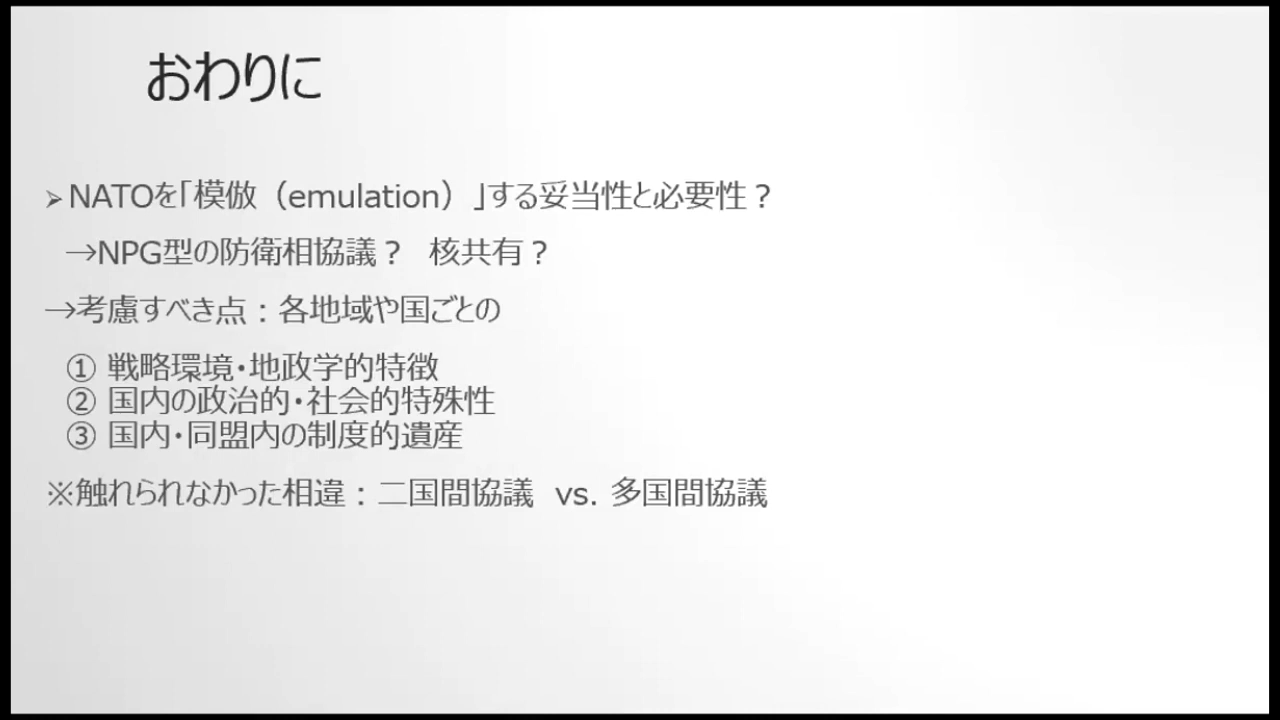 おわりに
➢NATOを「模倣（emulation）」する妥当性と必要性？
→NPG型の防衛相協議？ 核共有？
→考慮すべき点：各地域や国ごとの
① 戦略環境・地政学的特徴
② 国内の政治的・社会的特殊性
③ 国内・同盟内の制度的遺産
※触れられなかった相違：二国間協議 vs. 多国間協議